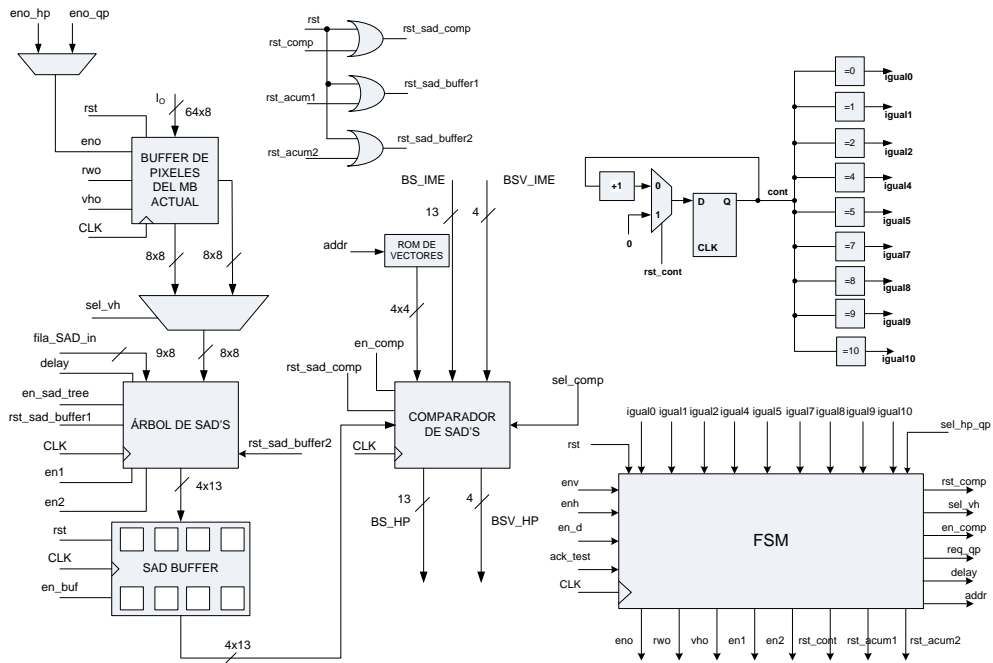 eno_hp
eno_qp
rst
I_O
64x8
eno
rwo
vho
CLK
BUFFER DE
PIXELES
DEL MB
ACTUAL
8x8
8x8
sel_vh
fila_SAD_in
9x8
8x8
delay
en_sad_tree
rst_sad_buffer1
CLK
en1
en2
ÁRBOL DE SAD'S
rst_sad_buffer2
4x13
rst
CLK
en_buf
SAD BUFFER
4x13
rst
rst_comp
rst_sad_comp
rst_acum1
rst_sad_buffer1
rst_acum2
rst_sad_buffer2
BS_IME
BSV_IME
13
4
addr
ROM DE
VECTORES
4x4
en_comp
rst_sad_comp
sel_comp
COMPARADOR
DE SAD'S
CLK
13
4
BS_HP
BSV_HP
+1
0
1
0
rst_cont
D
Q
CLK
cont
=0
igual0
=1
igual1
=2
igual2
=4
igual4
=5
igual5
=7
igual7
=8
igual8
=9
igual9
=10
igual10
igual0 igual1 igual2 igual4 igual5 igual7 igual8 igual9 igual10
sel_hp_qp
rst
env
enh
en_d
ack_test
CLK
FSM
rst_comp
sel_vh
en_comp
req_qp
delay
addr
eno rwo vho en1 en2 rst_cont rst_acum1 rst_acum2